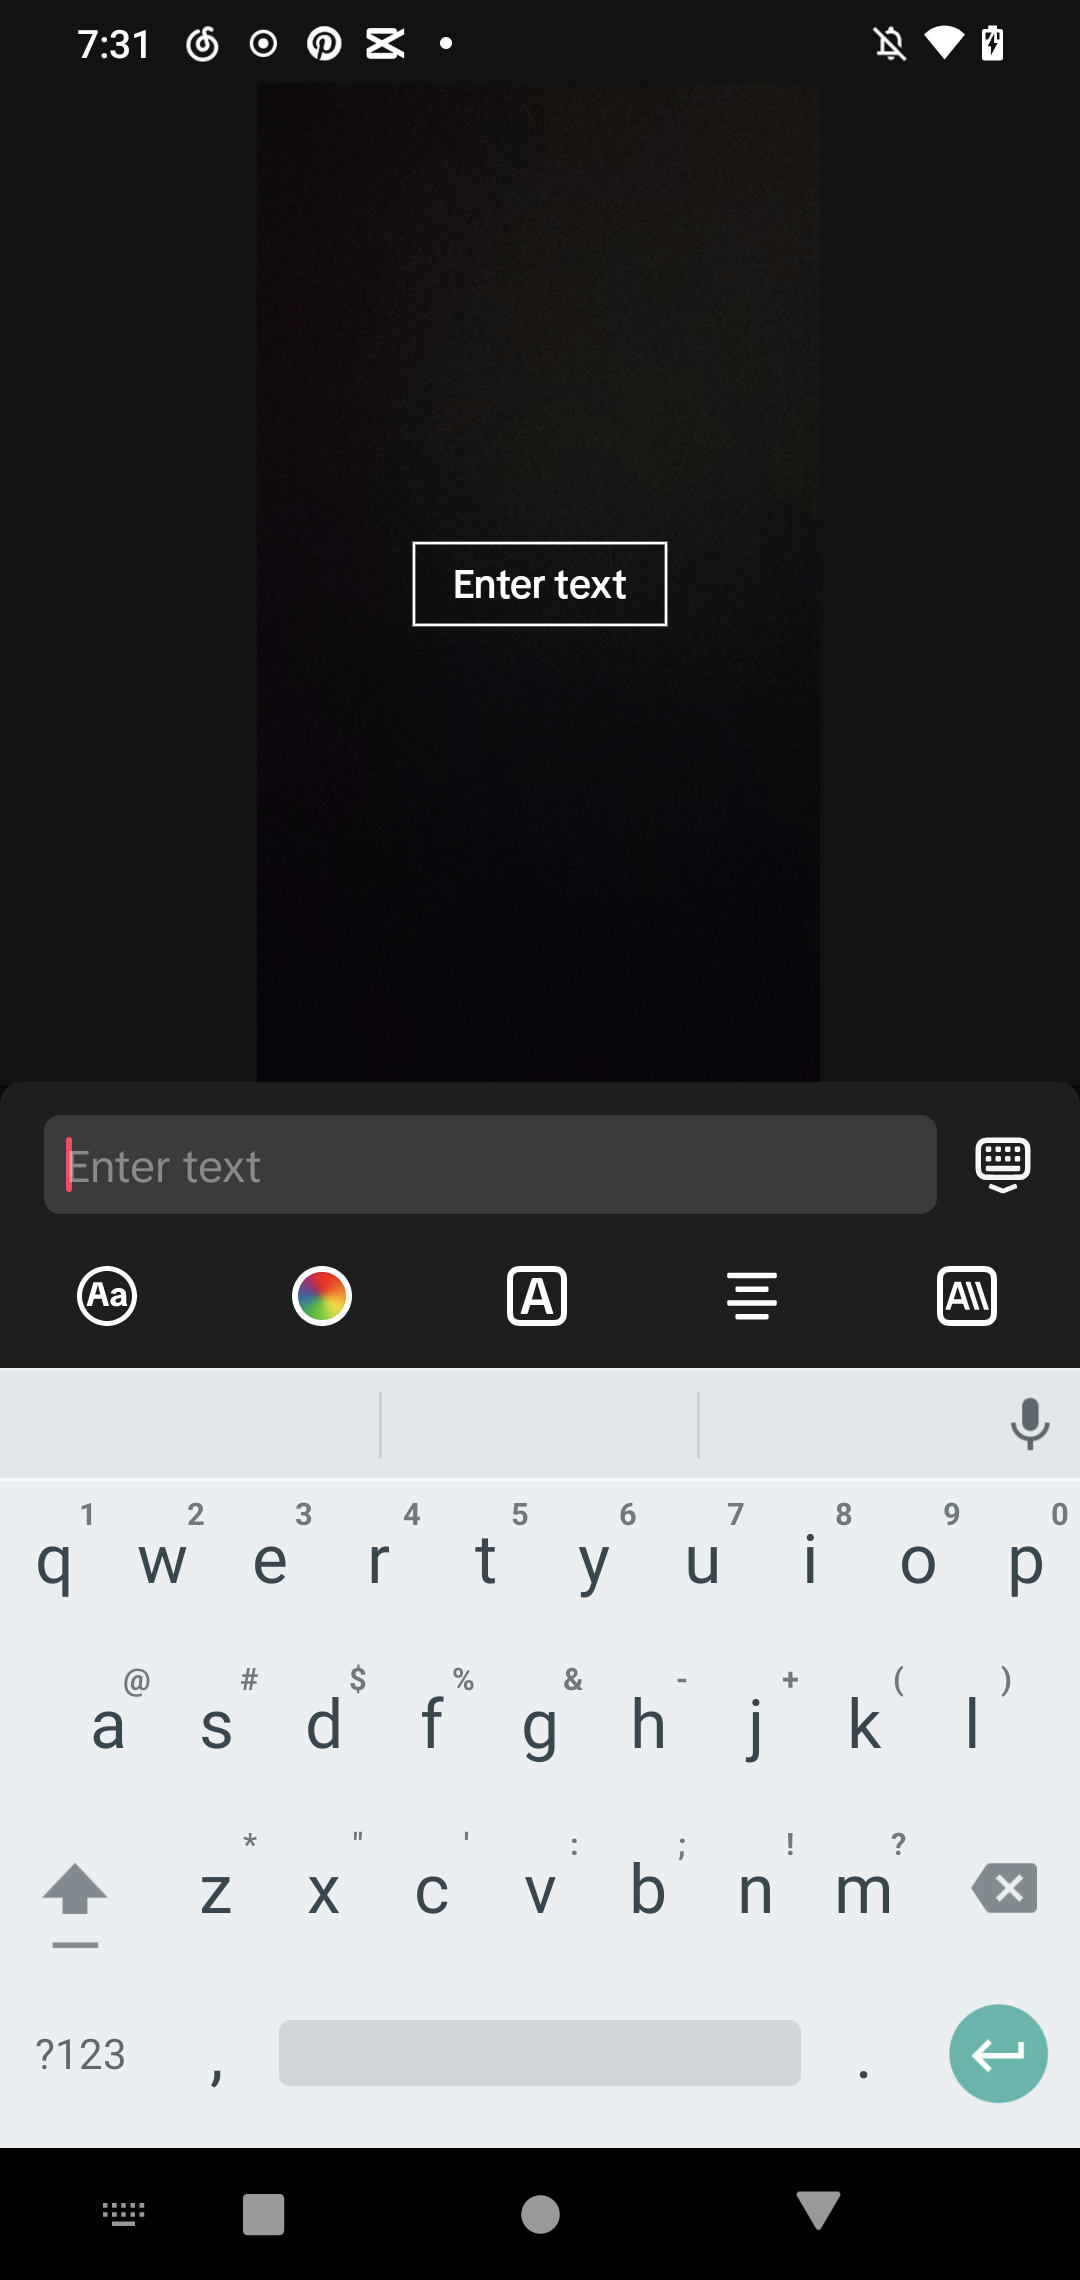 7:31
Enter text
Enter text
Aa
A
A\\
1 2 3 4 5 6 7 8 9 0
q w e r t y u i o p
@ # $ % & - + ( )
a s d f g h j k l
* " ' : ; ! ?
z x c v b n m
?123 , .